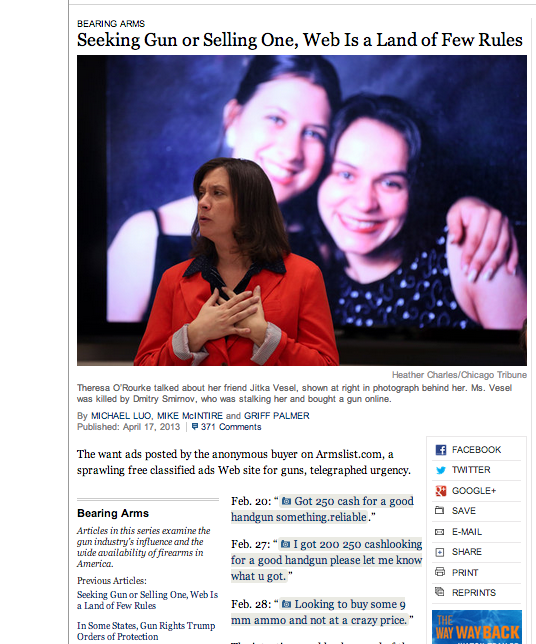 BEARING ARMS
Seeking Gun or Selling One, Web Is a Land of Few Rules
Heather Charles/Chicago Tribune
Theresa O'Rourke talked about her friend Jitka Vesel, shown at right in photograph behind her. Ms. Vesel
was killed by Dmitry Smirnov, who was stalking her and bought a gun online.
By MICHAEL LUO, MIKE McINTIRE and GRIFF PALMER
Published: April 17, 2013 | 371 Comments
The want ads posted by the anonymous buyer on Armslist.com, a
sprawling free classified ads Web site for guns, telegraphed urgency.
Bearing Arms
Articles in this series examine the
gun industry's influence and the
wide availability of firearms in
America.
Previous Articles:
Seeking Gun or Selling One, Web Is
a Land of Few Rules
In Some States, Gun Rights Trump
Orders of Protection
Feb. 20: “ Got 250 cash for a good
handgun something.reliable.”
Feb. 27: “ I got 200 250 cashlooking
for a good handgun please let me know
what u got.”
Feb. 28: “ Looking to buy some 9
mm ammo and not at a crazy price.”
FACEBOOK
TWITTER
GOOGLE+
SAVE
E-MAIL
SHARE
PRINT
REPRINTS
THE
WAY WAYBACK